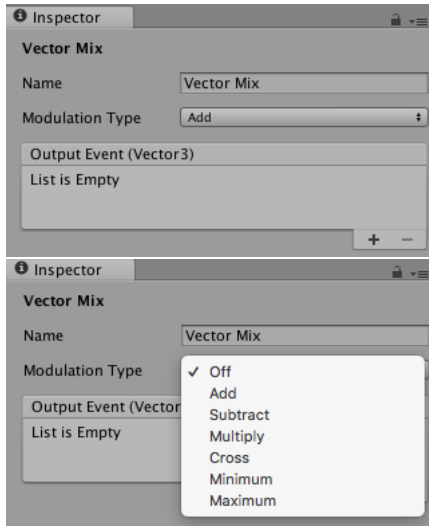 Inspector
Vector Mix
Name Vector Mix
Modulation Type Add
Output Event (Vector3)
List is Empty
+ −
Inspector
Vector Mix
Name Vector Mix
Modulation Type ✓ Off
Add
Output Event (Vector
Subtract
List is Empty
Multiply
Cross
Minimum
Maximum